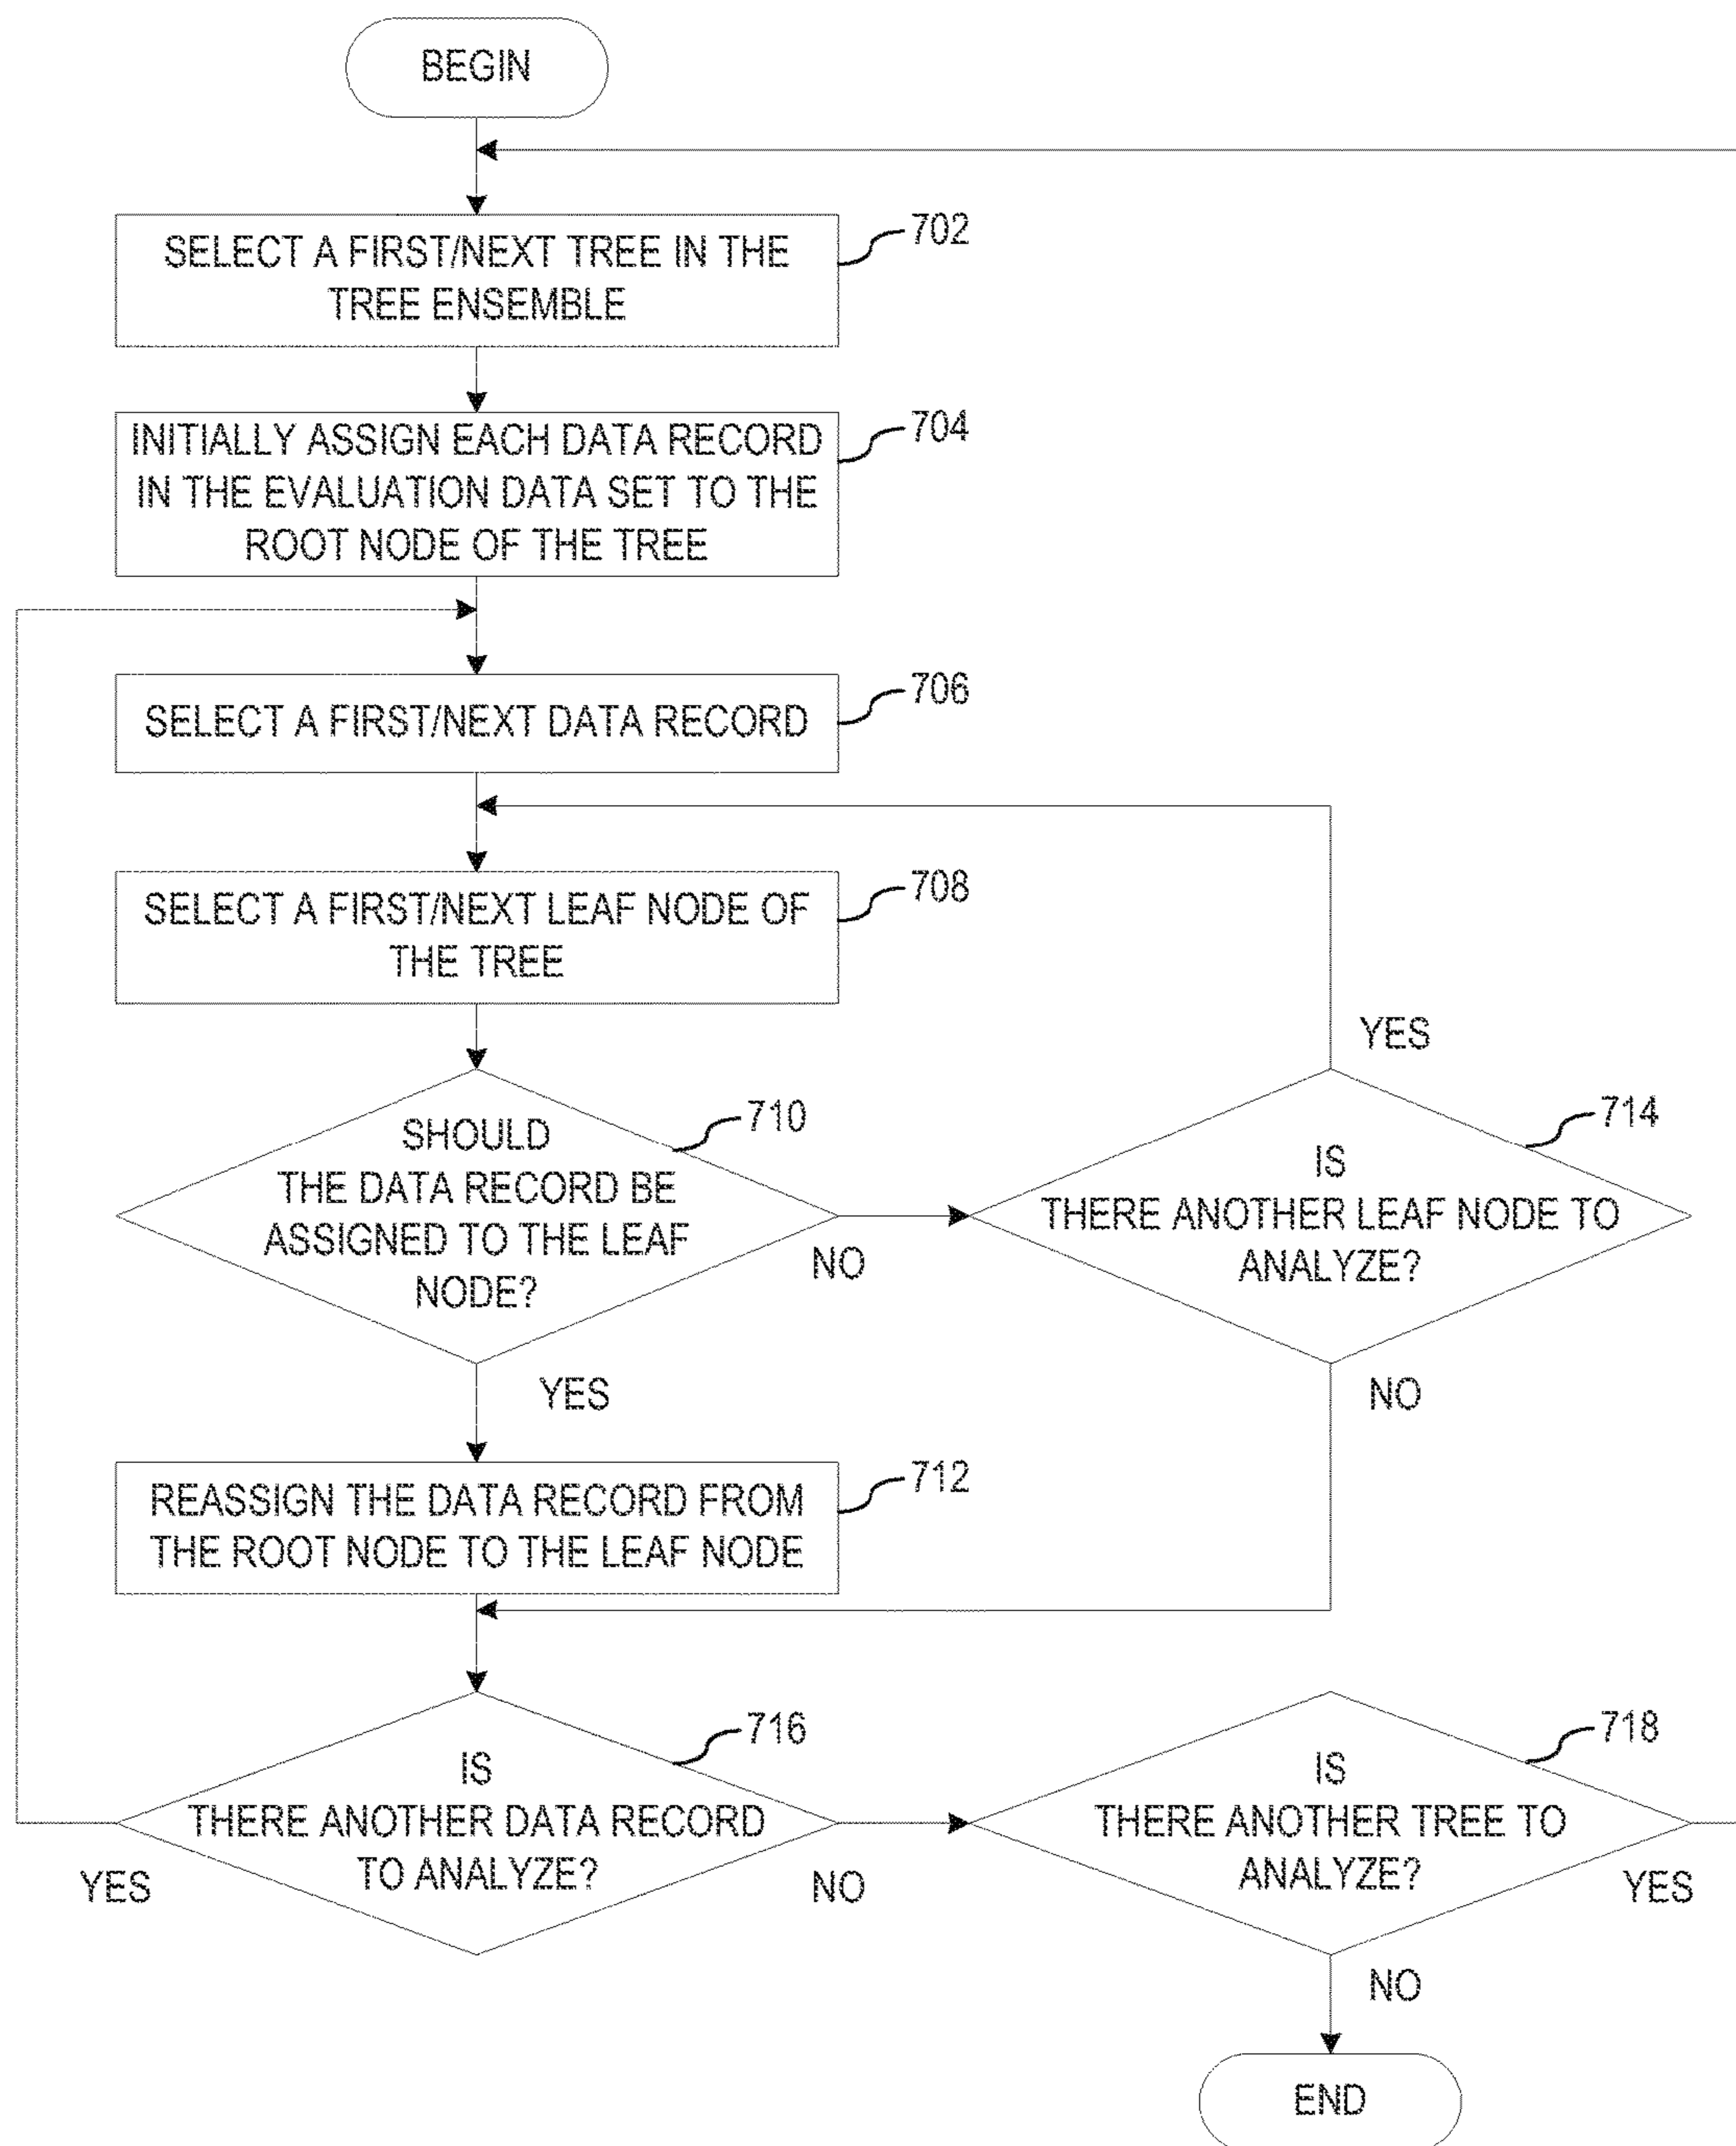 BEGIN
SELECT A FIRST/NEXT TREE IN THE
TREE ENSEMBLE
702
INITIALLY ASSIGN EACH DATA RECORD
IN THE EVALUATION DATA SET TO THE
ROOT NODE OF THE TREE
704
SELECT A FIRST/NEXT DATA RECORD
706
SELECT A FIRST/NEXT LEAF NODE OF
THE TREE
708
SHOULD
THE DATA RECORD BE
ASSIGNED TO THE LEAF
NODE?
710
NO
YES
IS
THERE ANOTHER LEAF NODE TO
ANALYZE?
714
YES
NO
REASSIGN THE DATA RECORD FROM
THE ROOT NODE TO THE LEAF NODE
712
IS
THERE ANOTHER DATA RECORD
TO ANALYZE?
716
YES
NO
IS
THERE ANOTHER TREE TO
ANALYZE?
718
YES
NO
END